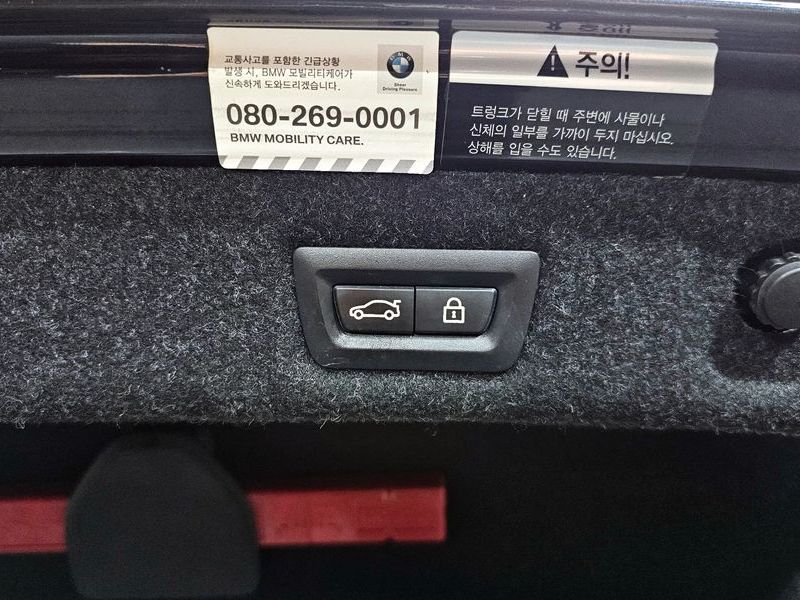 교통사고를 포함한 긴급상황
발생 시, BMW 모빌리티케어가
신속하게 도와드리겠습니다.
BMW
Sheer
Driving Pleasure
080-269-0001
BMW MOBILITY CARE.
주의!
트렁크가 닫힐 때 주변에 사물이나
신체의 일부를 가까이 두지 마십시오.
상해를 입을 수도 있습니다.